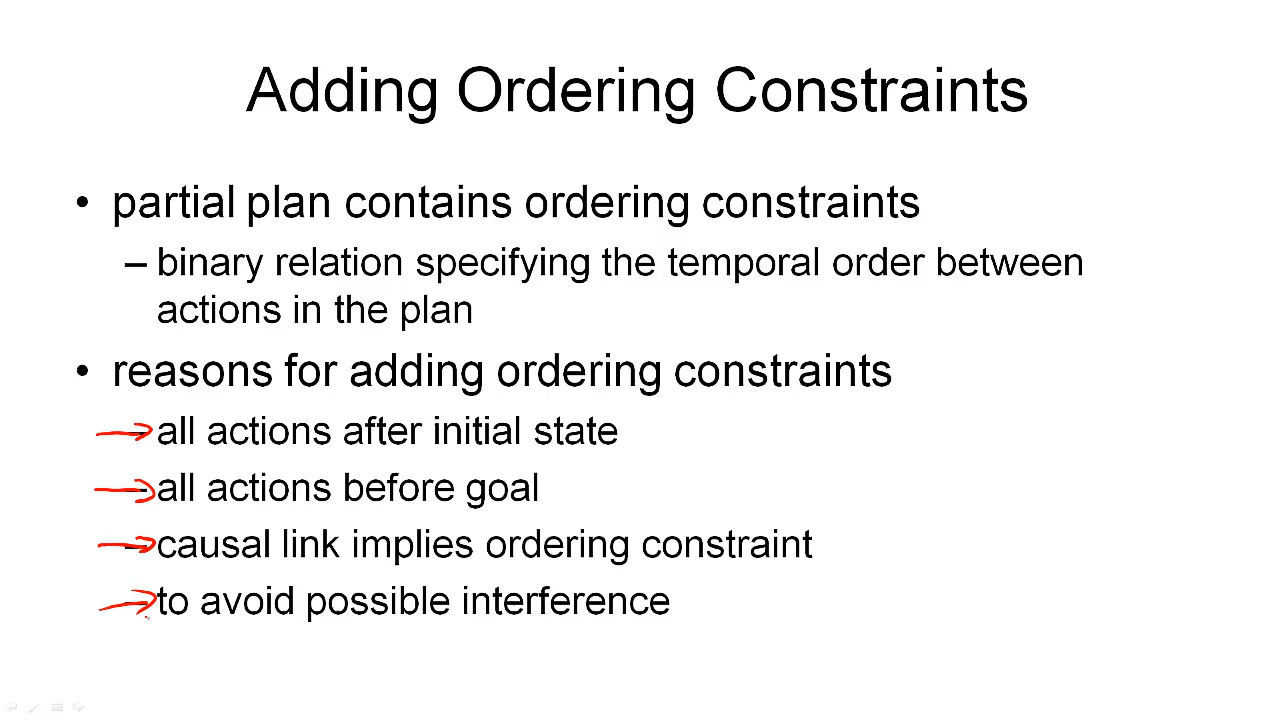 Adding Ordering Constraints
• partial plan contains ordering constraints
– binary relation specifying the temporal order between
actions in the plan
• reasons for adding ordering constraints
– all actions after initial state
– all actions before goal
– causal link implies ordering constraint
– to avoid possible interference